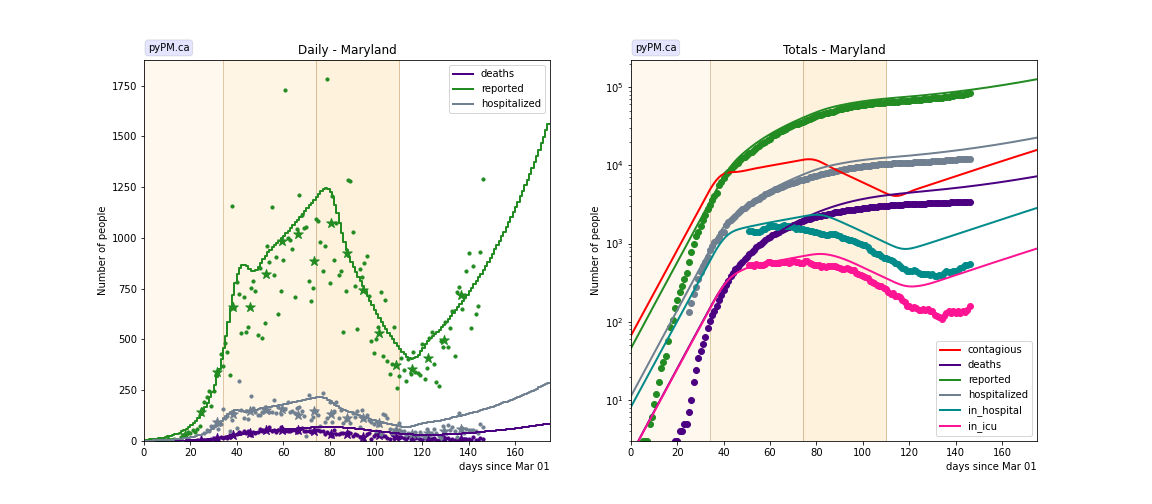 pyPM.ca
Daily - Maryland
deaths
reported
hospitalized
Number of people
1750
1500
1250
1000
750
500
250
0
0 20 40 60 80 100 120 140 160
days since Mar 01
pyPM.ca
Totals - Maryland
Number of people
10⁵
10⁴
10³
10²
10¹
contagious
deaths
reported
hospitalized
in_hospital
in_icu
0 20 40 60 80 100 120 140 160
days since Mar 01